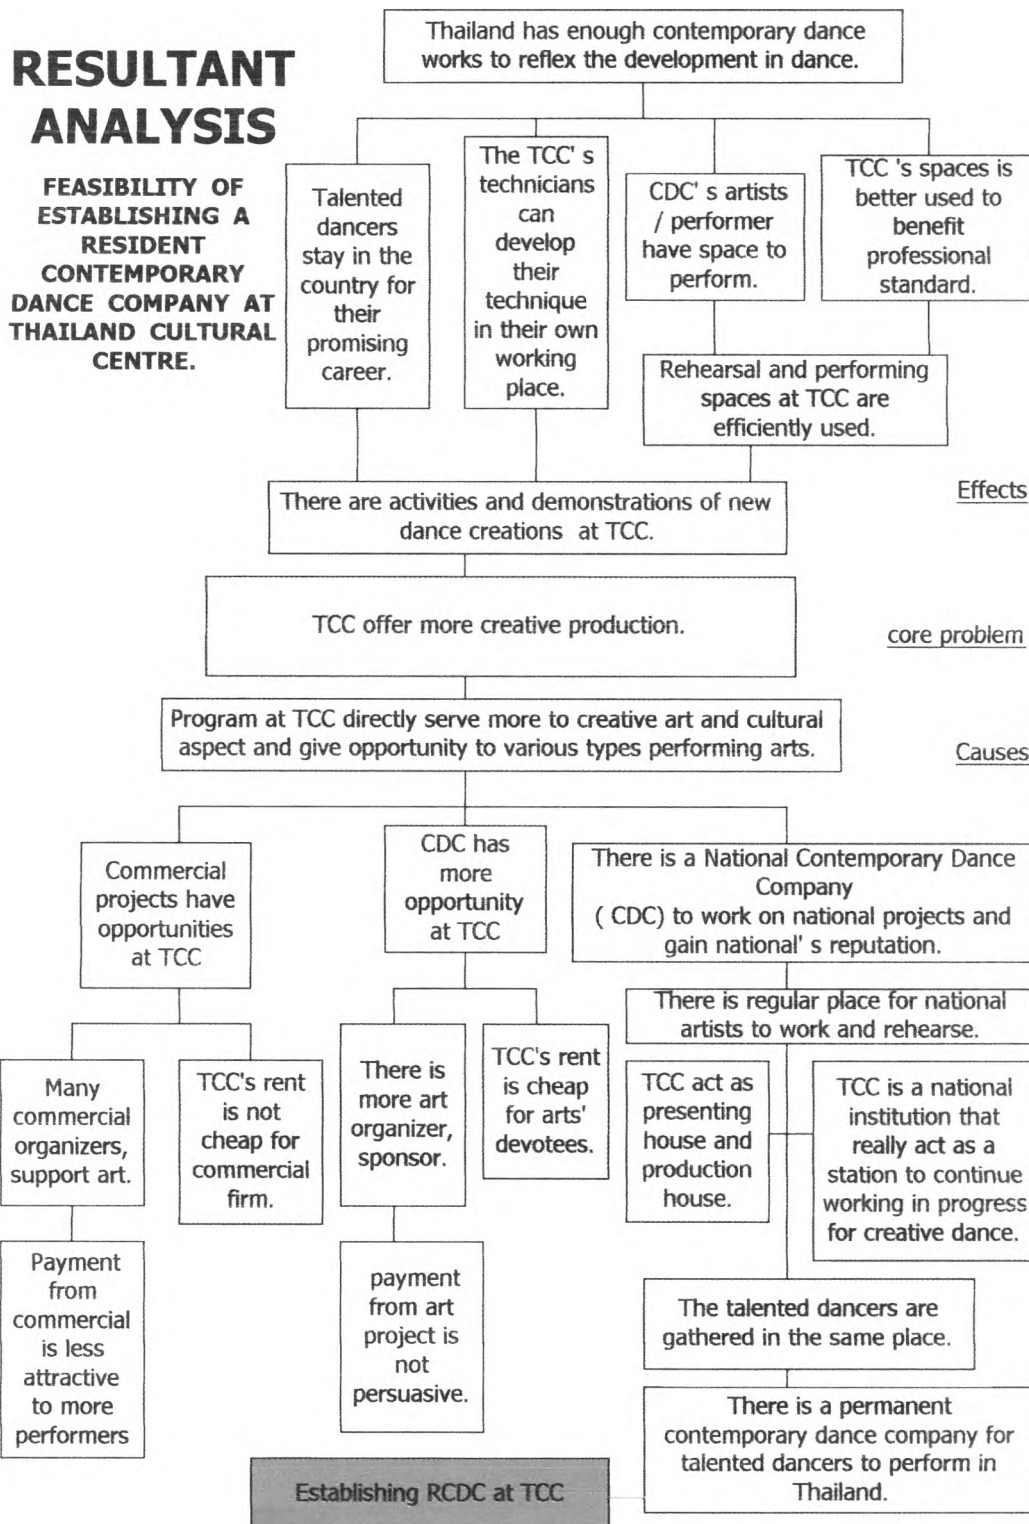 RESULTANT
ANALYSIS
FEASIBILITY OF
ESTABLISHING A
RESIDENT
CONTEMPORARY
DANCE COMPANY AT
THAILAND CULTURAL
CENTRE.
Thailand has enough contemporary dance
works to reflex the development in dance.
Talented
dancers
stay in the
country for
their
promising
career.
The TCC' s
technicians
can
develop
their
technique
in their own
working
place.
CDC' s artists
/ performer
have space to
perform.
TCC 's spaces is
better used to
benefit
professional
standard.
Rehearsal and performing
spaces at TCC are
efficiently used.
Effects
There are activities and demonstrations of new
dance creations at TCC.
TCC offer more creative production.
core problem
Program at TCC directly serve more to creative art and cultural
aspect and give opportunity to various types performing arts.
Causes
Commercial
projects have
opportunities
at TCC
CDC has
more
opportunity
at TCC
There is a National Contemporary Dance
Company
( CDC) to work on national projects and
gain national' s reputation.
There is regular place for national
artists to work and rehearse.
Many
commercial
organizers,
support art.
TCC's rent
is not
cheap for
commercial
firm.
There is
more art
organizer,
sponsor.
TCC's rent
is cheap
for arts'
devotees.
TCC act as
presenting
house and
production
house.
TCC is a national
institution that
really act as a
station to continue
working in progress
for creative dance.
Payment
from
commercial
is less
attractive
to more
performers
payment
from art
project is
not
persuasive.
The talented dancers are
gathered in the same place.
There is a permanent
contemporary dance company for
talented dancers to perform in
Thailand.
Establishing RCDC at TCC